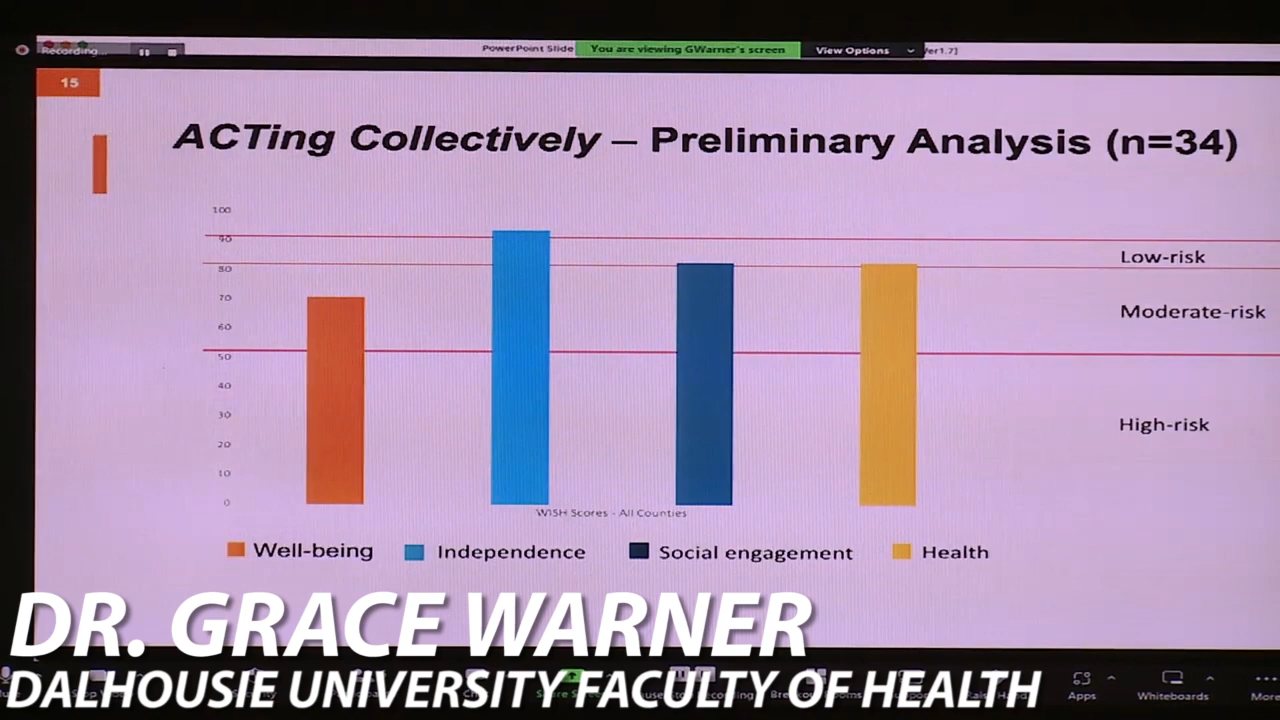 Recording...
PowerPoint Slide
You are viewing GWarner's screen
View Options
15
ACTing Collectively – Preliminary Analysis (n=34)
100
90
80
70
60
50
40
30
20
10
0
Low-risk
Moderate-risk
High-risk
WISH Scores - All Counties
Well-being
Independence
Social engagement
Health
DR. GRACE WARNER
DALHOUSIE UNIVERSITY FACULTY OF HEALTH
Apps
Whiteboards
More